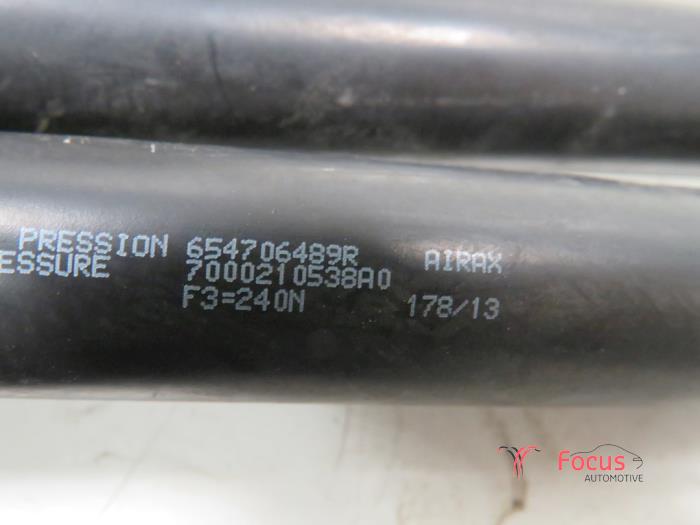 PRESSION 654706489R AIRAX
ESSURE 7000210538A0
F3=240N 178/13
Focus
AUTOMOTIVE